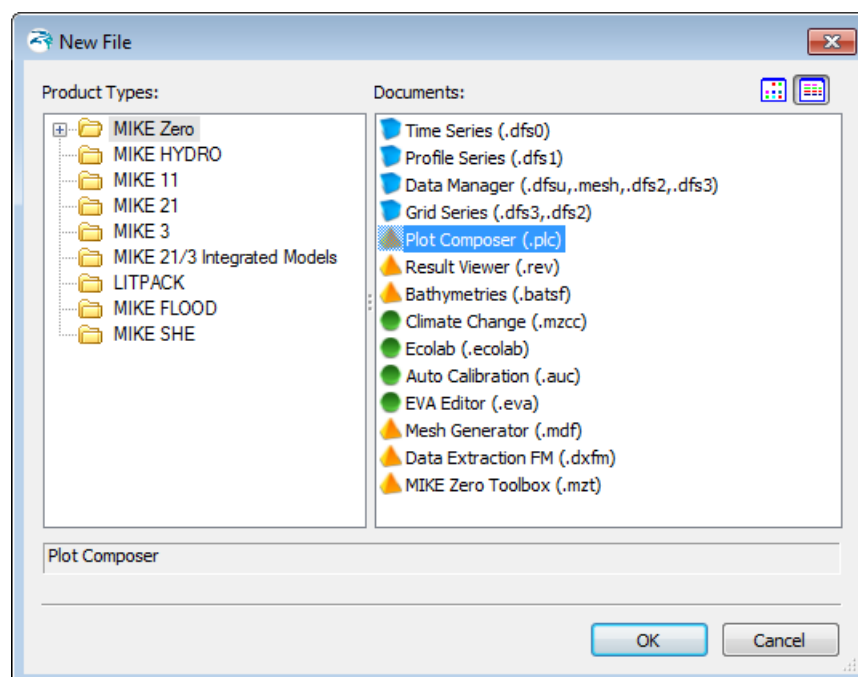 New File
Product Types:
MIKE Zero
MIKE HYDRO
MIKE 11
MIKE 21
MIKE 3
MIKE 21/3 Integrated Models
LITPACK
MIKE FLOOD
MIKE SHE
Documents:
Time Series (.dfs0)
Profile Series (.dfs1)
Data Manager (.dfsu,.mesh,.dfs2,.dfs3)
Grid Series (.dfs3,.dfs2)
Plot Composer (.plc)
Result Viewer (.rev)
Bathymetries (.batsf)
Climate Change (.mzcc)
Ecolab (.ecolab)
Auto Calibration (.auc)
EVA Editor (.eva)
Mesh Generator (.mdf)
Data Extraction FM (.dxfm)
MIKE Zero Toolbox (.mzt)
Plot Composer
OK
Cancel